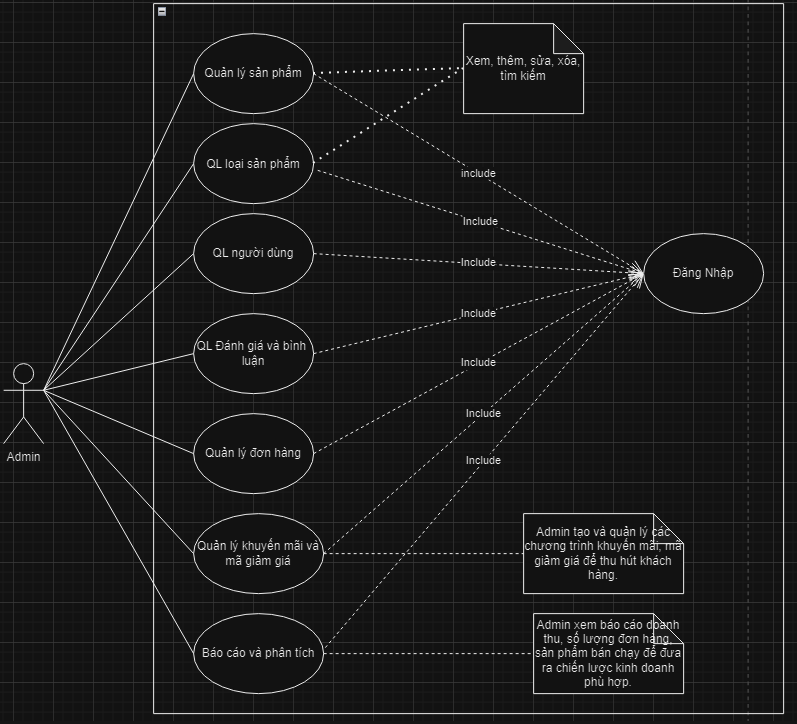 Quản lý sản phẩm
Xem, thêm, sửa, xóa,
tìm kiếm
QL loại sản phẩm
include
Include
QL người dùng
Include
Đăng Nhập
Include
QL Đánh giá và bình
luận
Include
Admin
Include
Quản lý đơn hàng
Include
Quản lý khuyến mãi và
mã giảm giá
Admin tạo và quản lý các
chương trình khuyến mãi, mã
giảm giá để thu hút khách
hàng.
Báo cáo và phân tích
Admin xem báo cáo doanh
thu, số lượng đơn hàng,
sản phẩm bán chạy để đưa
ra chiến lược kinh doanh
phù hợp.